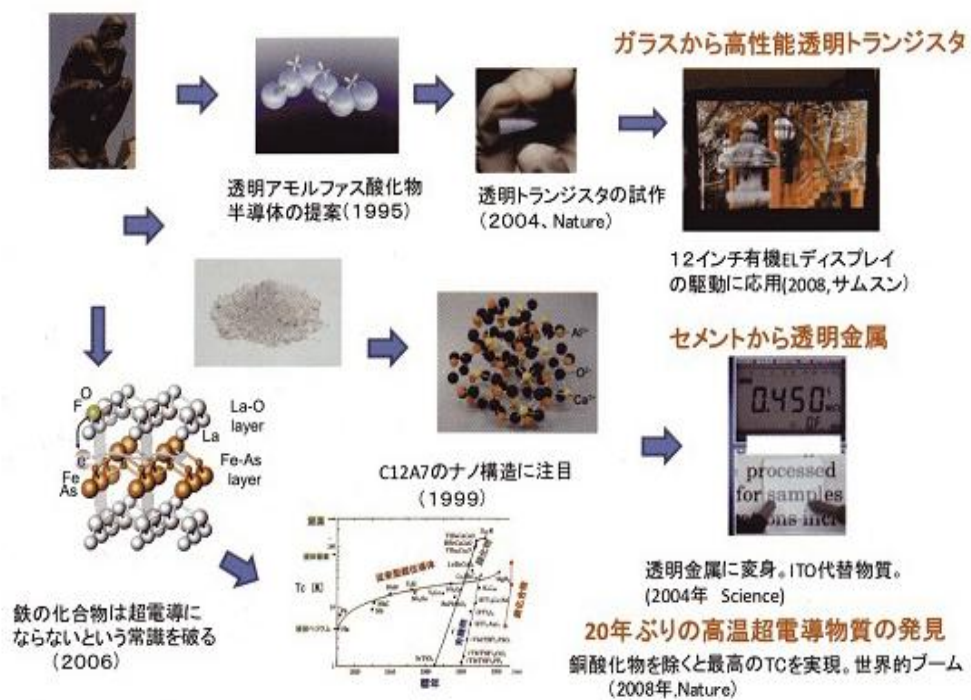 ガラスから高性能透明トランジスタ
透明アモルファス酸化物
半導体の提案(1995)
透明トランジスタの試作
(2004、Nature)
12インチ有機ELディスプレイ
の駆動に応用(2008,サムスン)
セメントから透明金属
Al³⁺
O²⁻
Ca²⁺
C12A7のナノ構造に注目
(1999)
0.450
processed
for samples
透明金属に変身。ITO代替物質。
(2004年 Science)
O
F
La-O
layer
La
e
Fe-As
layer
Fe
As
鉄の化合物は超電導に
ならないという常識を破る
(2006)
Tc [K]
20年ぶりの高温超電導物質の発見
銅酸化物を除くと最高のTCを実現。世界的ブーム
(2008年,Nature)